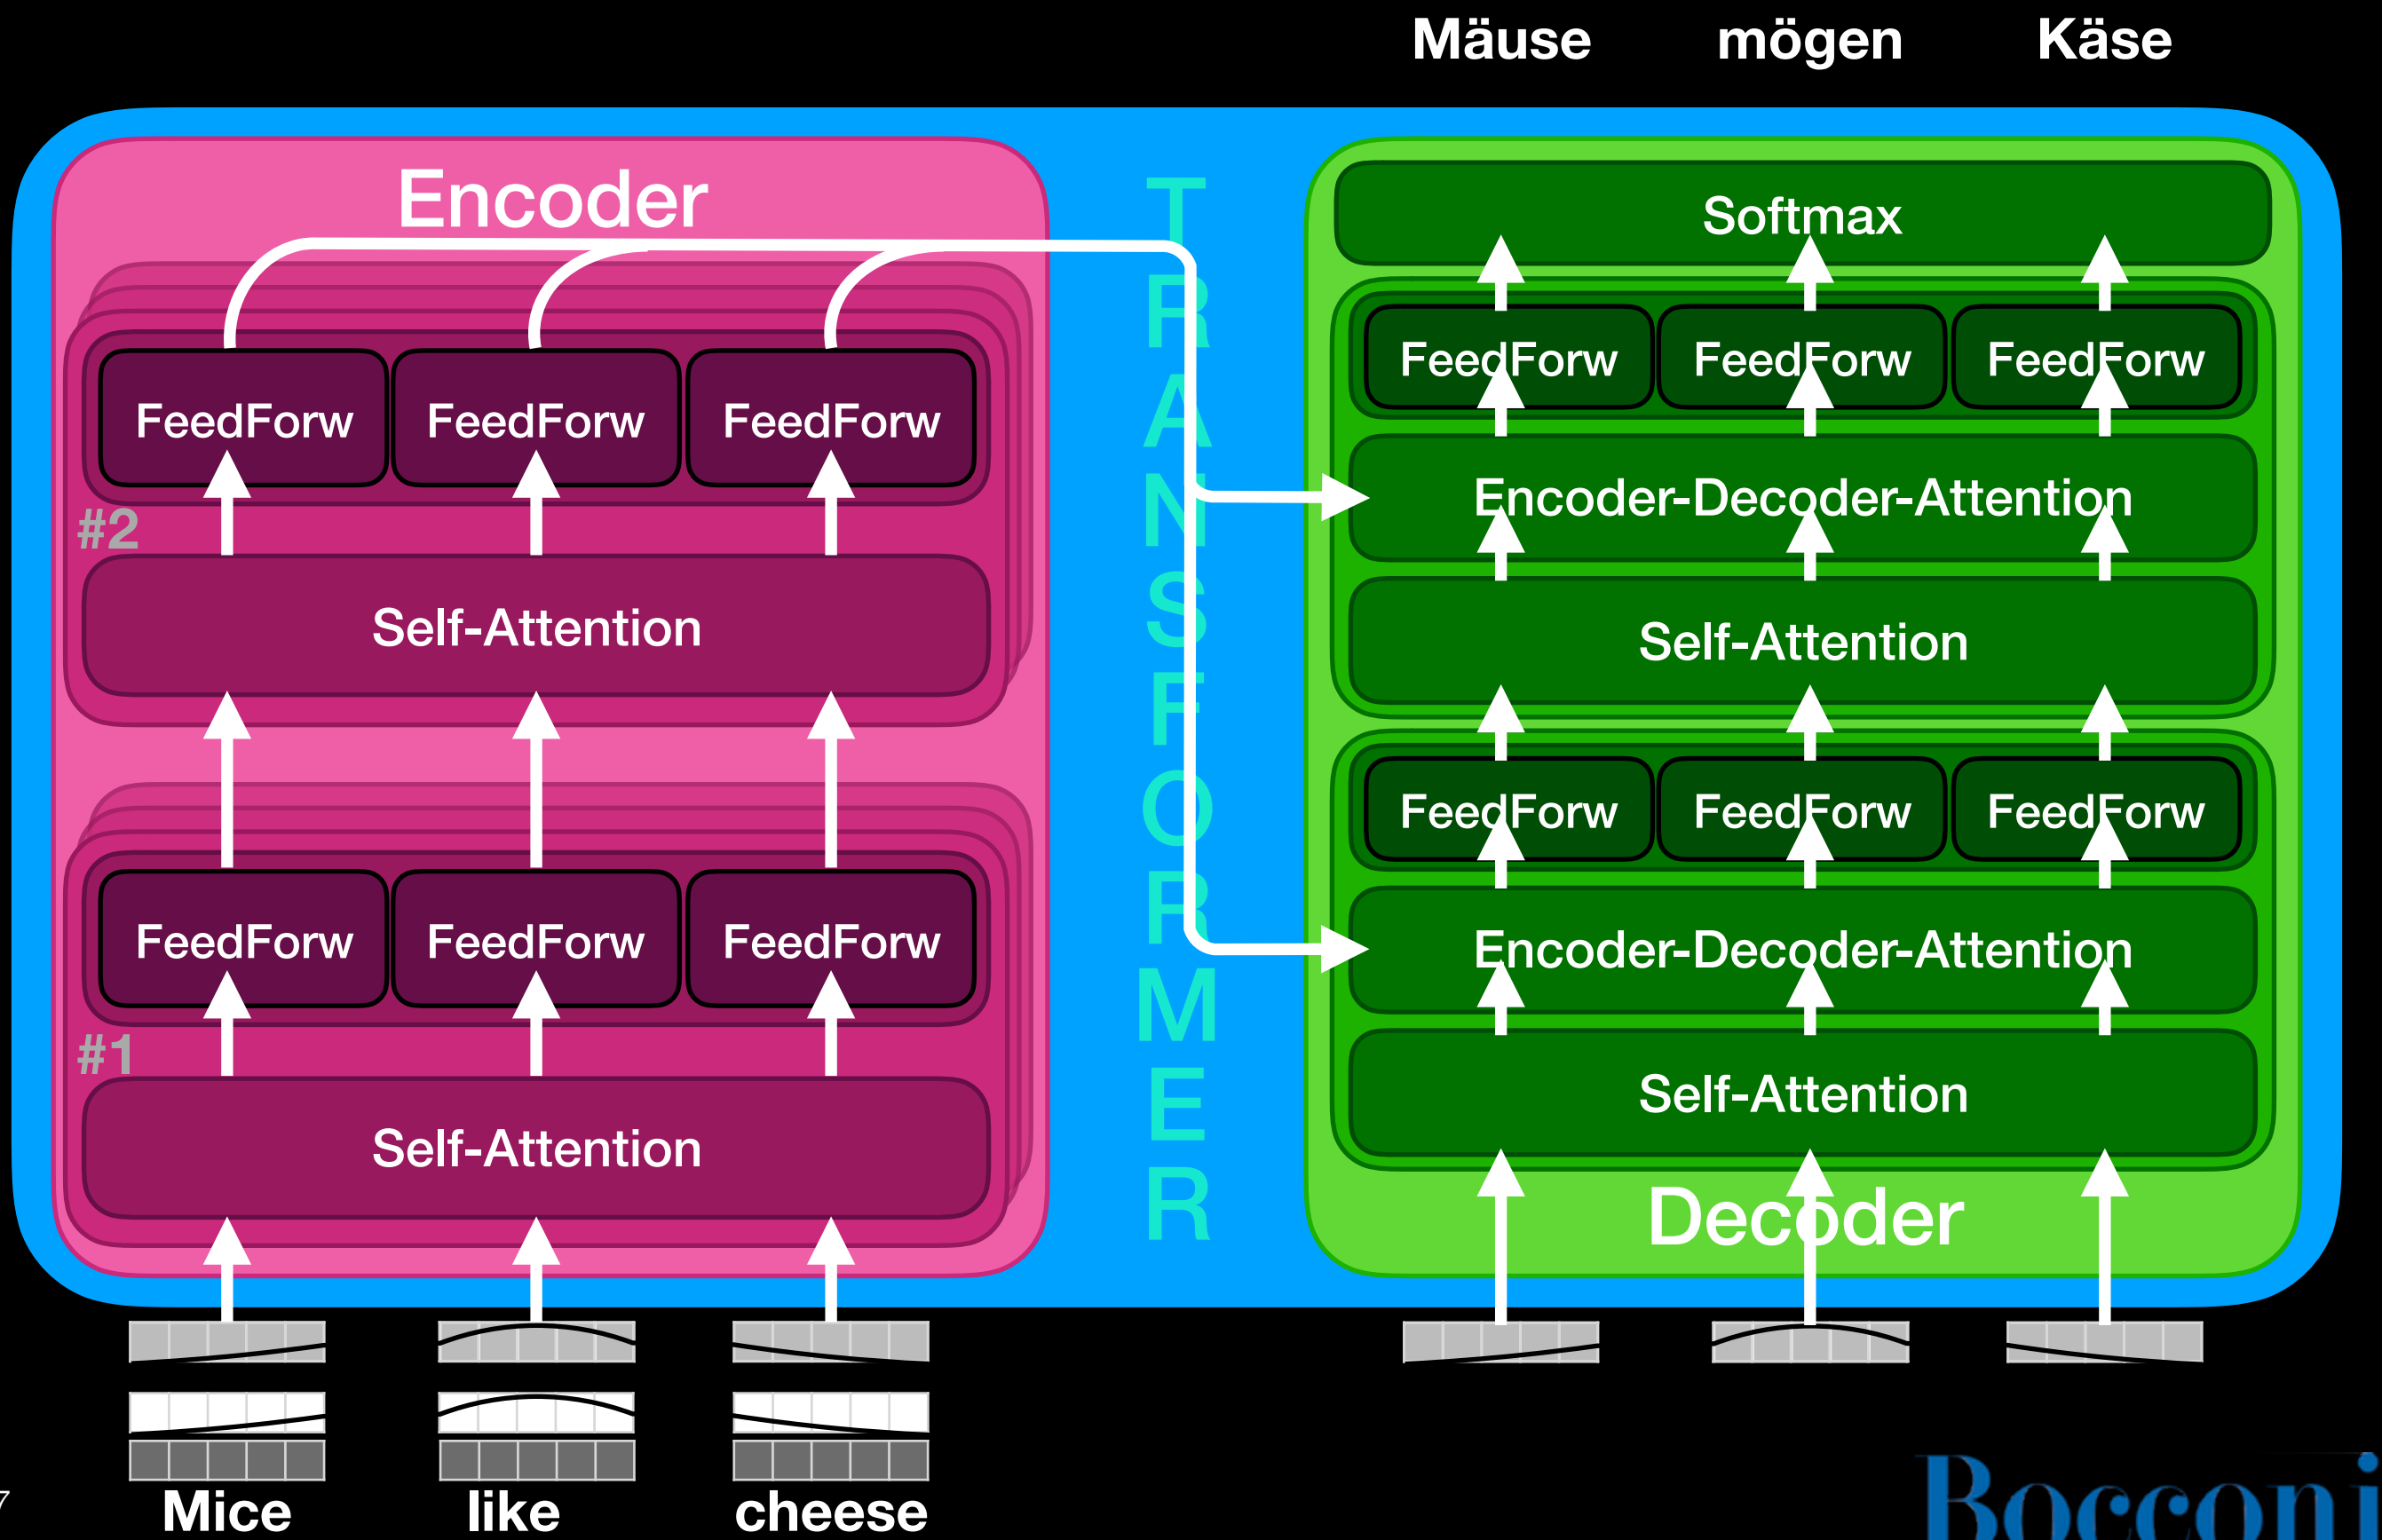 Mäuse mögen Käse
Encoder
FeedForw FeedForw FeedForw
#2
Self-Attention
FeedForw FeedForw FeedForw
#1
Self-Attention
Mice like cheese
TRANSFORMER
Softmax
FeedForw FeedForw FeedForw
Encoder-Decoder-Attention
Self-Attention
FeedForw FeedForw FeedForw
Encoder-Decoder-Attention
Self-Attention
Decoder
7
Bocconi